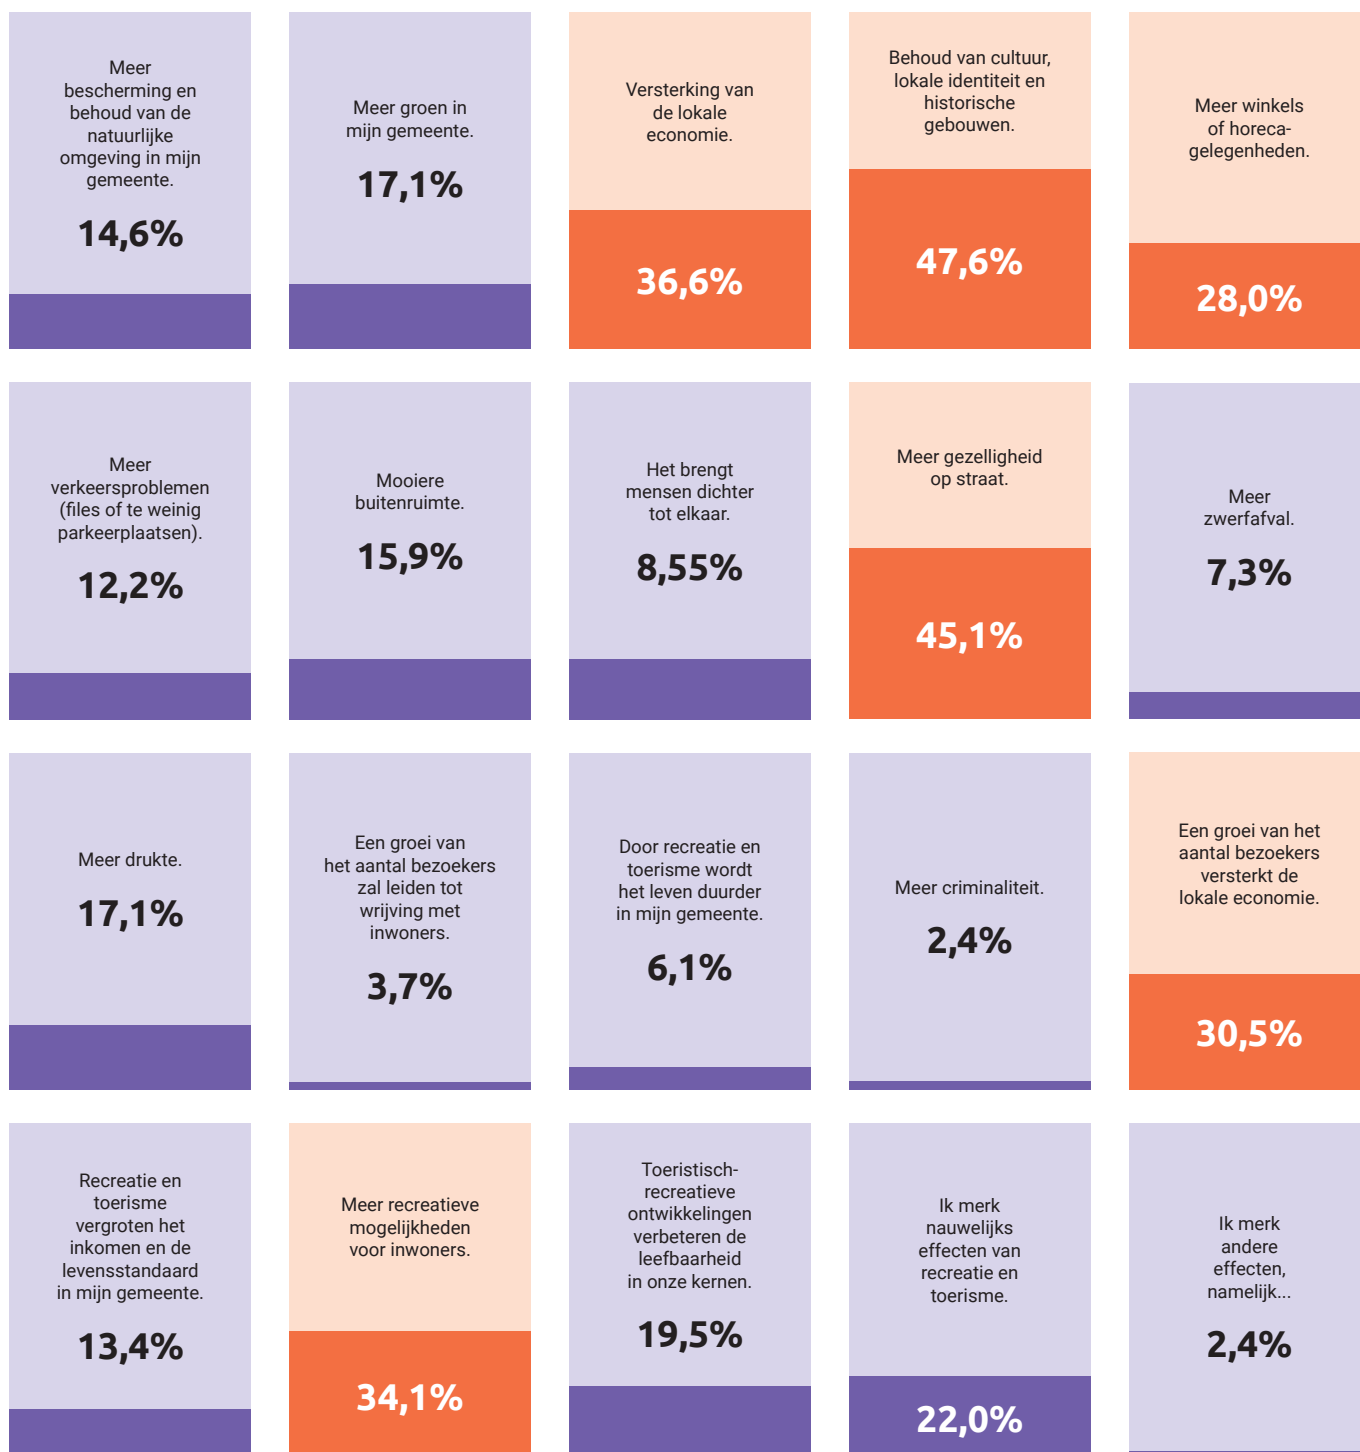 Meer
bescherming en
behoud van de
natuurlijke
omgeving in mijn
gemeente.
14,6%
Meer groen in
mijn gemeente.
17,1%
Versterking van
de lokale
economie.
36,6%
Behoud van cultuur,
lokale identiteit en
historische
gebouwen.
47,6%
Meer winkels
of horeca-
gelegenheden.
28,0%
Meer
verkeersproblemen
(files of te weinig
parkeerplaatsen).
12,2%
Mooiere
buitenruimte.
15,9%
Het brengt
mensen dichter
tot elkaar.
8,55%
Meer gezelligheid
op straat.
45,1%
Meer
zwerfafval.
7,3%
Meer drukte.
17,1%
Een groei van
het aantal bezoekers
zal leiden tot
wrijving met
inwoners.
3,7%
Door recreatie en
toerisme wordt
het leven duurder
in mijn gemeente.
6,1%
Meer criminaliteit.
2,4%
Een groei van het
aantal bezoekers
versterkt de
lokale economie.
30,5%
Recreatie en
toerisme
vergroten het
inkomen en de
levensstandaard
in mijn gemeente.
13,4%
Meer recreatieve
mogelijkheden
voor inwoners.
34,1%
Toeristisch-
recreatieve
ontwikkelingen
verbeteren de
leefbaarheid
in onze kernen.
19,5%
Ik merk
nauwelijks
effecten van
recreatie en
toerisme.
22,0%
Ik merk
andere
effecten,
namelijk...
2,4%